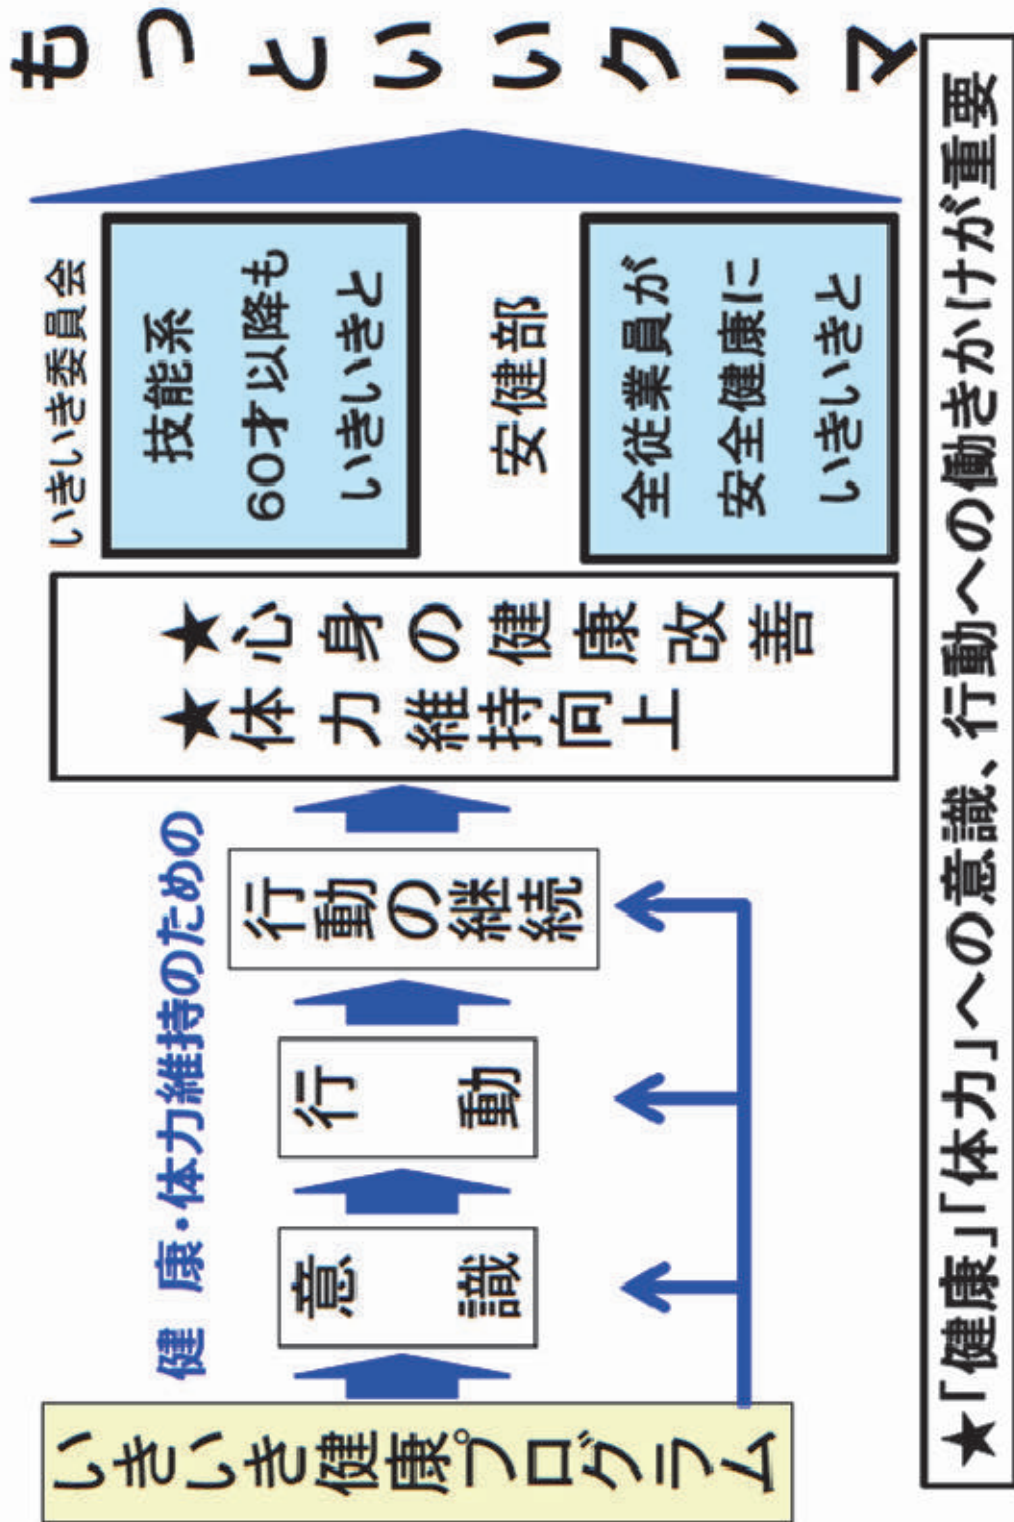 いきいき健康プログラム
健 康・体力維持のための
意 識
行 動
行動の継続
★心身の健康改善
★体力維持向上
いきいき委員会
技能系
60才以降も
いきいきと
安健部
全従業員が
安全健康に
いきいきと
もっといいクルマ
★「健康」「体力」への意識、行動への働きかけが重要